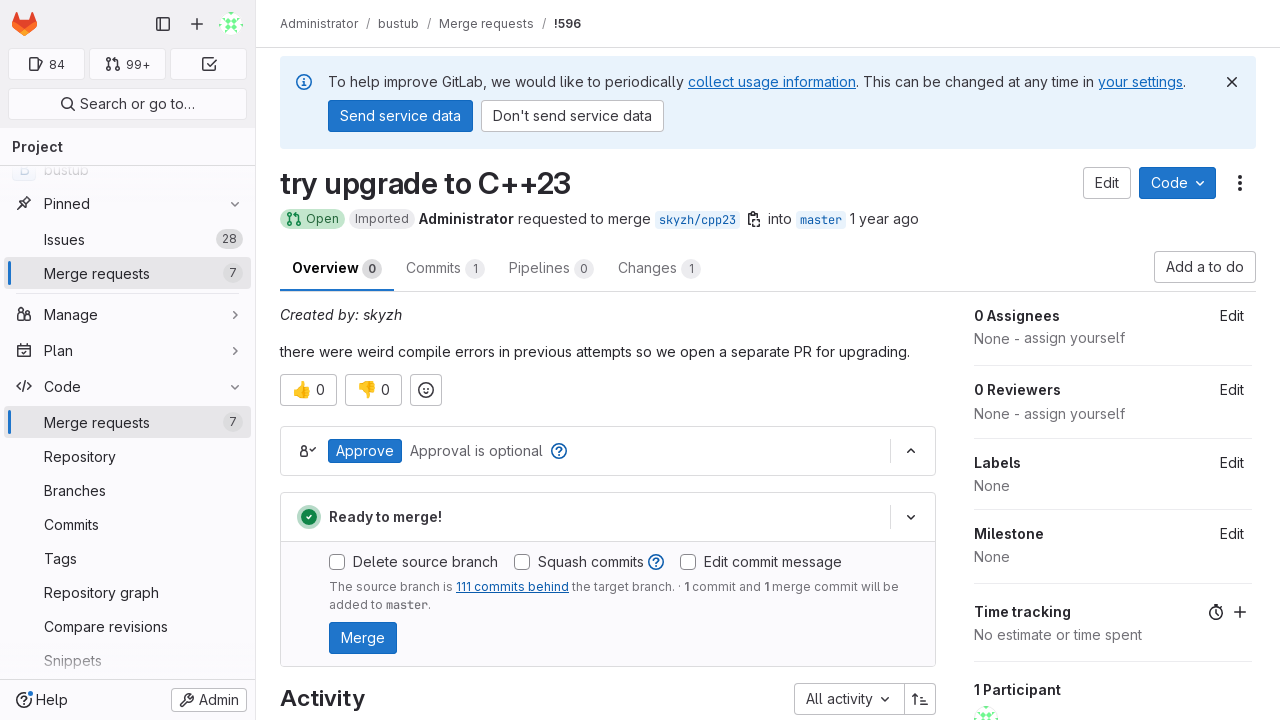 Administrator / bustub / Merge requests / !596
84
99+
Search or go to…
Project
B bustub
Pinned
Issues 28
Merge requests 7
Manage
Plan
Code
Merge requests 7
Repository
Branches
Commits
Tags
Repository graph
Compare revisions
Snippets
Help
Admin
To help improve GitLab, we would like to periodically collect usage information. This can be changed at any time in your settings.
Send service data
Don't send service data
try upgrade to C++23
Edit
Code
Open Imported Administrator requested to merge skyzh/cpp23 into master 1 year ago
Overview 0 Commits 1 Pipelines 0 Changes 1
Add a to do
Created by: skyzh
there were weird compile errors in previous attempts so we open a separate PR for upgrading.
👍 0 👎 0
Approve Approval is optional
Ready to merge!
Delete source branch Squash commits Edit commit message
The source branch is 111 commits behind the target branch. · 1 commit and 1 merge commit will be
added to master.
Merge
Activity
All activity
0 Assignees Edit
None - assign yourself
0 Reviewers Edit
None - assign yourself
Labels Edit
None
Milestone Edit
None
Time tracking
No estimate or time spent
1 Participant